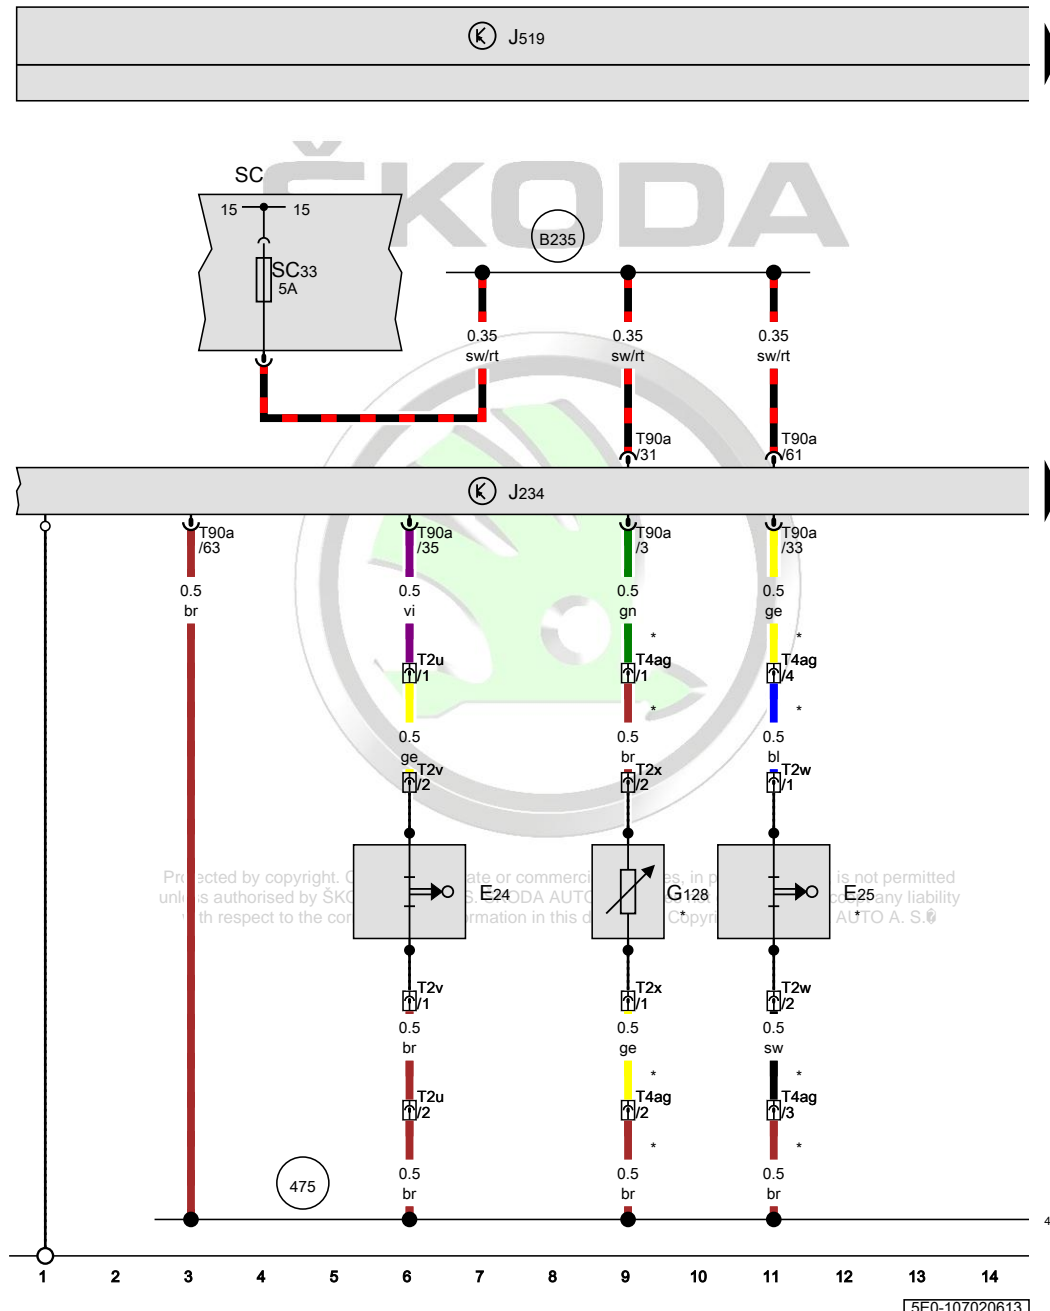 J519
ŠKODA
SC
15 15
SC33
5A
B235
0.35 0.35 0.35
sw/rt sw/rt sw/rt
T90a T90a
/31 /61
J234
T90a T90a T90a T90a
/63 /35 /3 /33
0.5 0.5 0.5 0.5
br vi gn ge
* *
T2u T4ag T4ag
/1 /1 /4
* *
0.5 0.5 0.5
ge br bl
T2v T2x T2w
/2 /2 /1
Protected by copyright. is not permitted
unless authorised by any liability
with respect to the AUTO A. S.
E24 G128 E25
* *
T2v T2x T2w
/1 /1 /2
0.5 0.5 0.5
br ge sw
* *
T2u T4ag T4ag
/2 /2 /3
* *
0.5 0.5 0.5
br br br
475
4
1 2 3 4 5 6 7 8 9 10 11 12 13 14
5E0-107020613